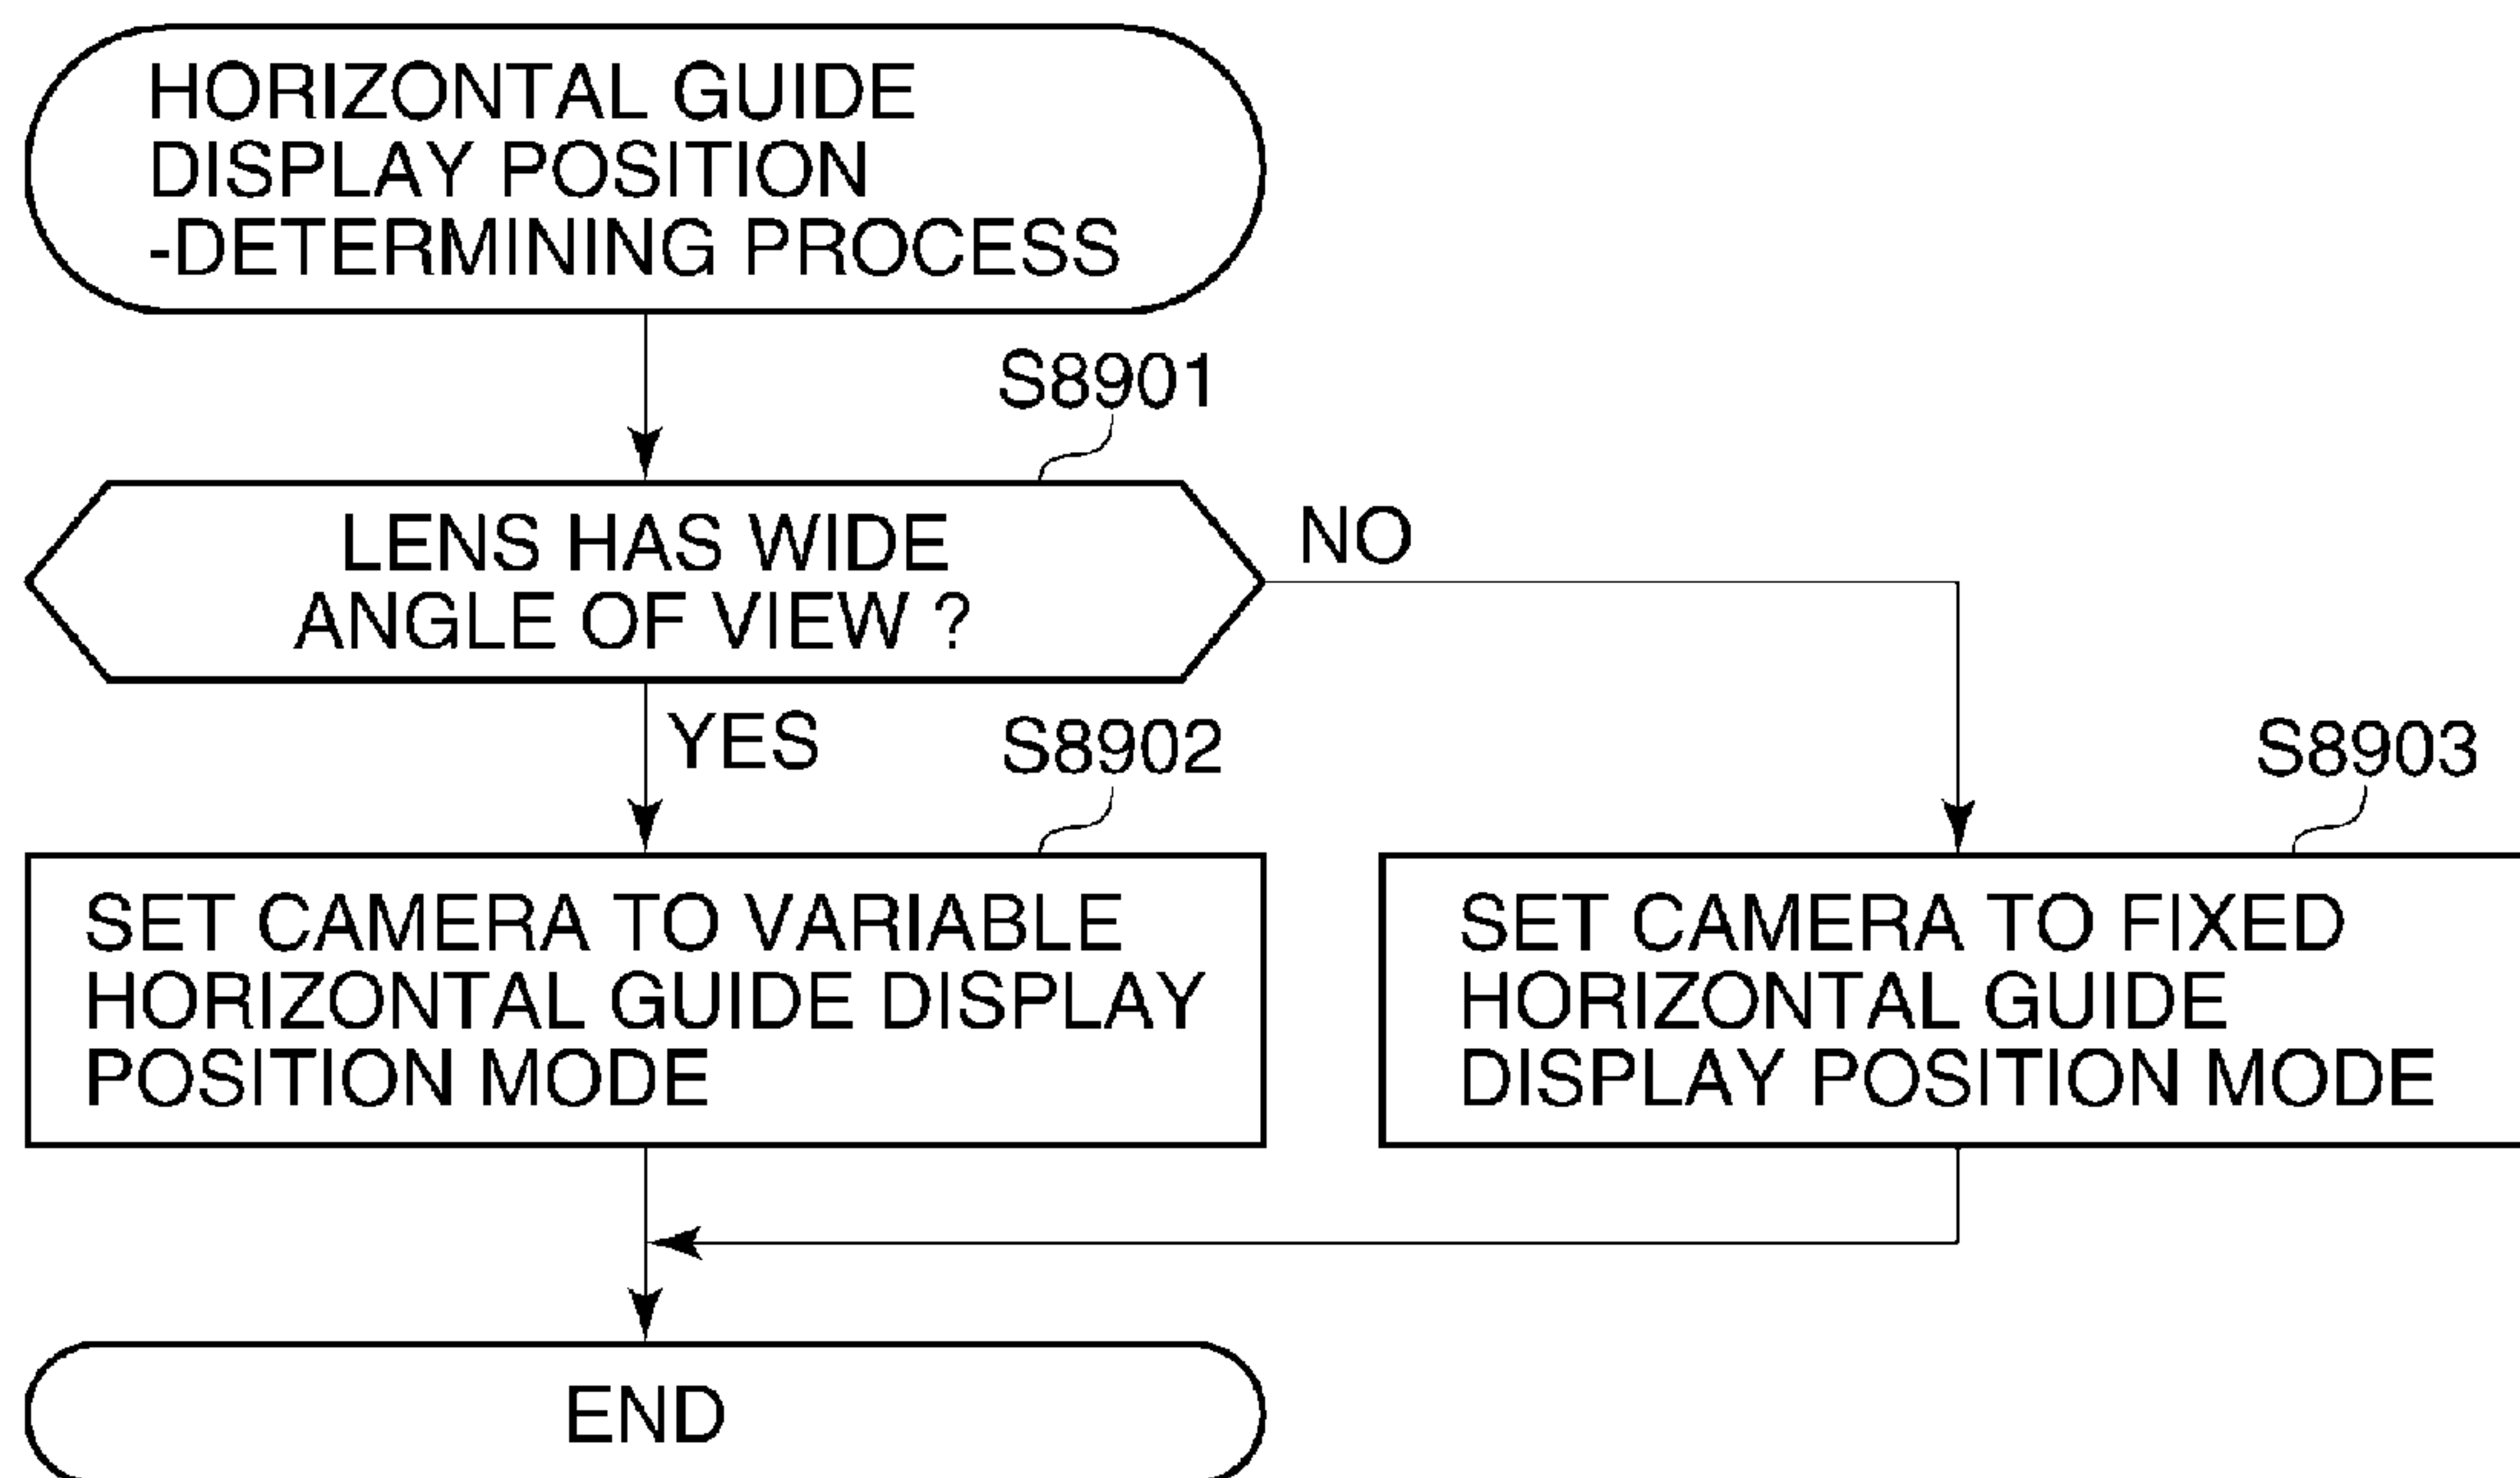 HORIZONTAL GUIDE
DISPLAY POSITION
-DETERMINING PROCESS
S8901
LENS HAS WIDE
ANGLE OF VIEW ?
NO
YES
S8902
S8903
SET CAMERA TO VARIABLE
HORIZONTAL GUIDE DISPLAY
POSITION MODE
SET CAMERA TO FIXED
HORIZONTAL GUIDE
DISPLAY POSITION MODE
END